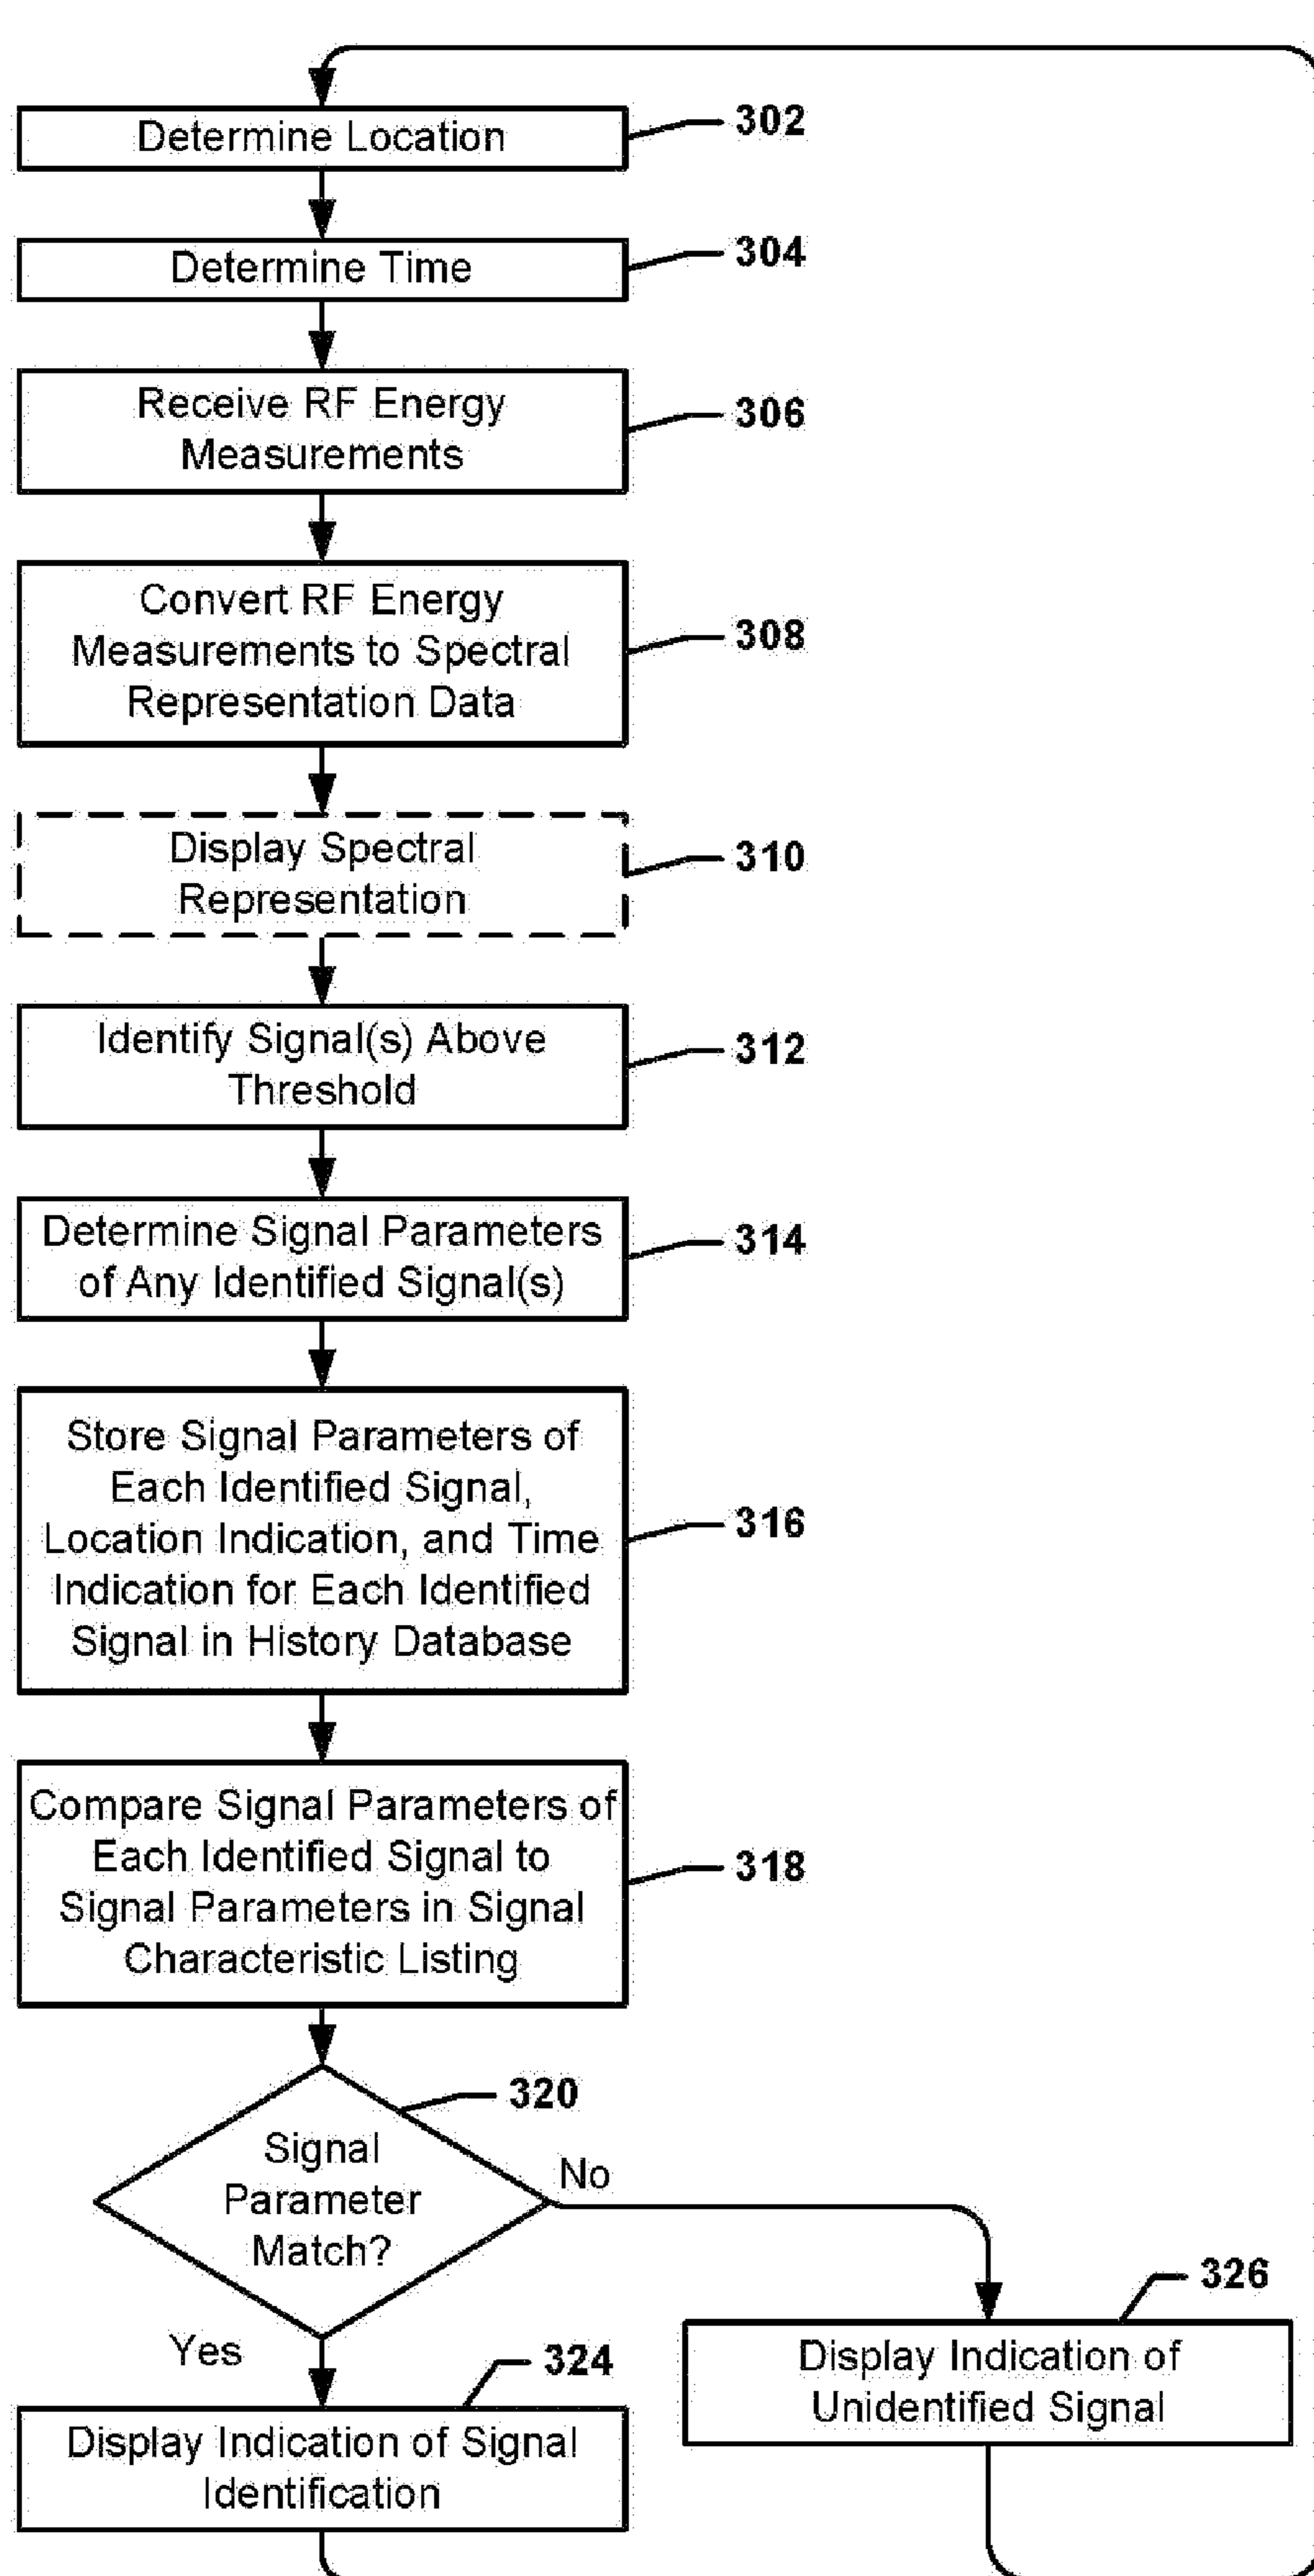 Determine Location
302
Determine Time
304
Receive RF Energy
Measurements
306
Convert RF Energy
Measurements to Spectral
Representation Data
308
Display Spectral
Representation
310
Identify Signal(s) Above
Threshold
312
Determine Signal Parameters
of Any Identified Signal(s)
314
Store Signal Parameters of
Each Identified Signal,
Location Indication, and Time
Indication for Each Identified
Signal in History Database
316
Compare Signal Parameters of
Each Identified Signal to
Signal Parameters in Signal
Characteristic Listing
318
320
Signal
Parameter
Match?
No
Yes
324
Display Indication of Signal
Identification
326
Display Indication of
Unidentified Signal